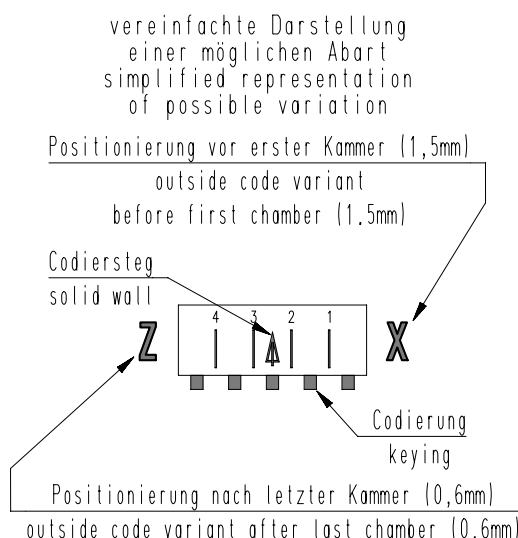 vereinfachte Darstellung
einer möglichen Abart
simplified representation
of possible variation
Positionierung vor erster Kammer (1,5mm)
outside code variant
before first chamber (1.5mm)
Codiersteg
solid wall
4 3 2 1
Z X
Codierung
keying
Positionierung nach letzter Kammer (0,6mm)
outside code variant after last chamber (0.6mm)